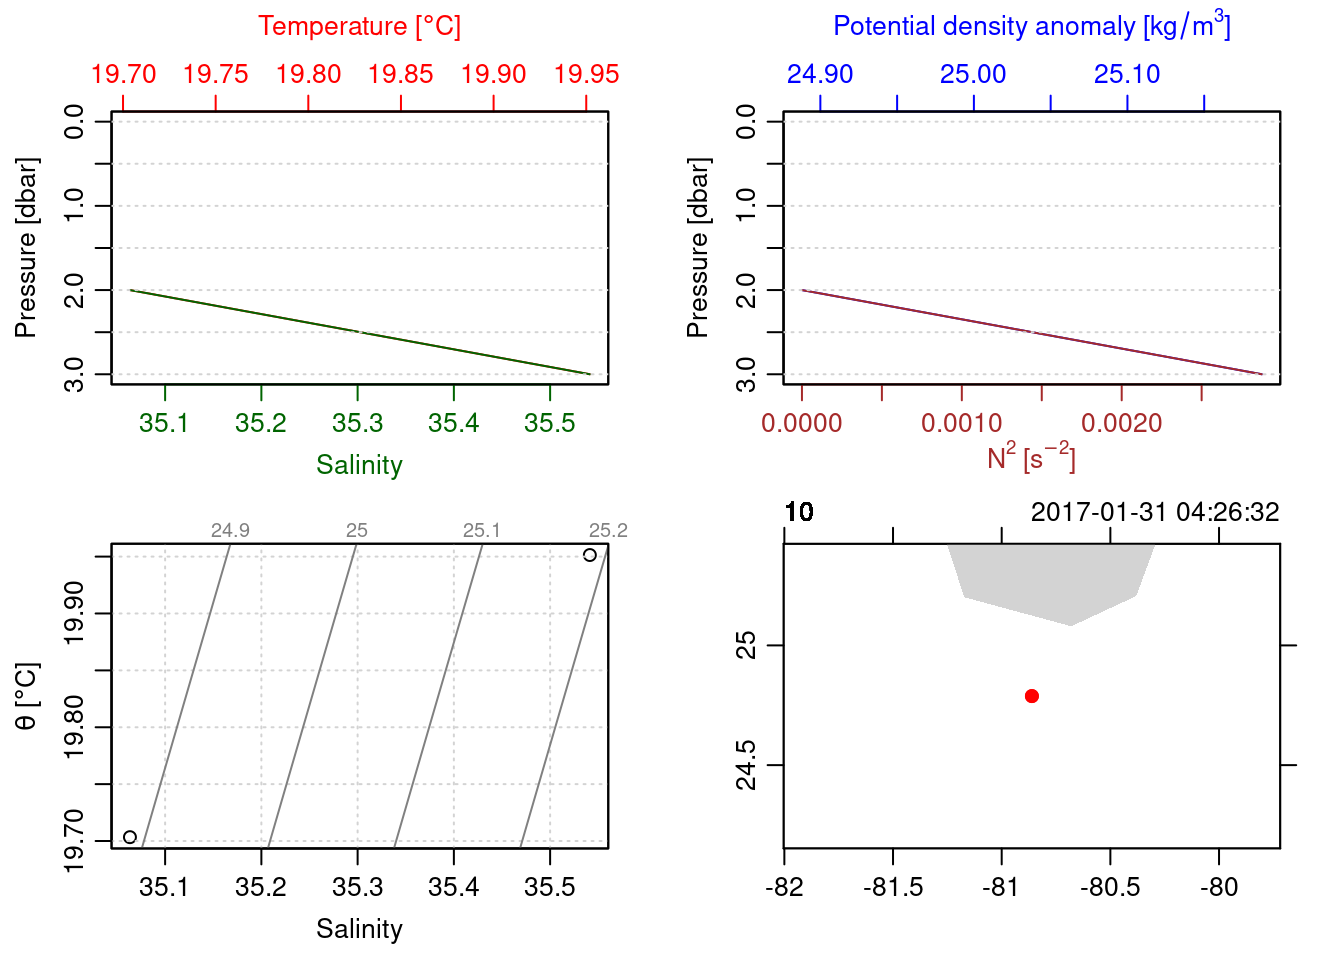 Temperature [°C]
19.70 19.75 19.80 19.85 19.90 19.95
Pressure [dbar]
0.0
1.0
2.0
3.0
35.1 35.2 35.3 35.4 35.5
Salinity
Potential density anomaly [kg/m³]
24.90 25.00 25.10
Pressure [dbar]
0.0
1.0
2.0
3.0
0.0000 0.0010 0.0020
N² [s⁻²]
24.9 25 25.1 25.2
θ [°C]
19.90
19.80
19.70
35.1 35.2 35.3 35.4 35.5
Salinity
10 2017-01-31 04:26:32
25
24.5
-82 -81.5 -81 -80.5 -80